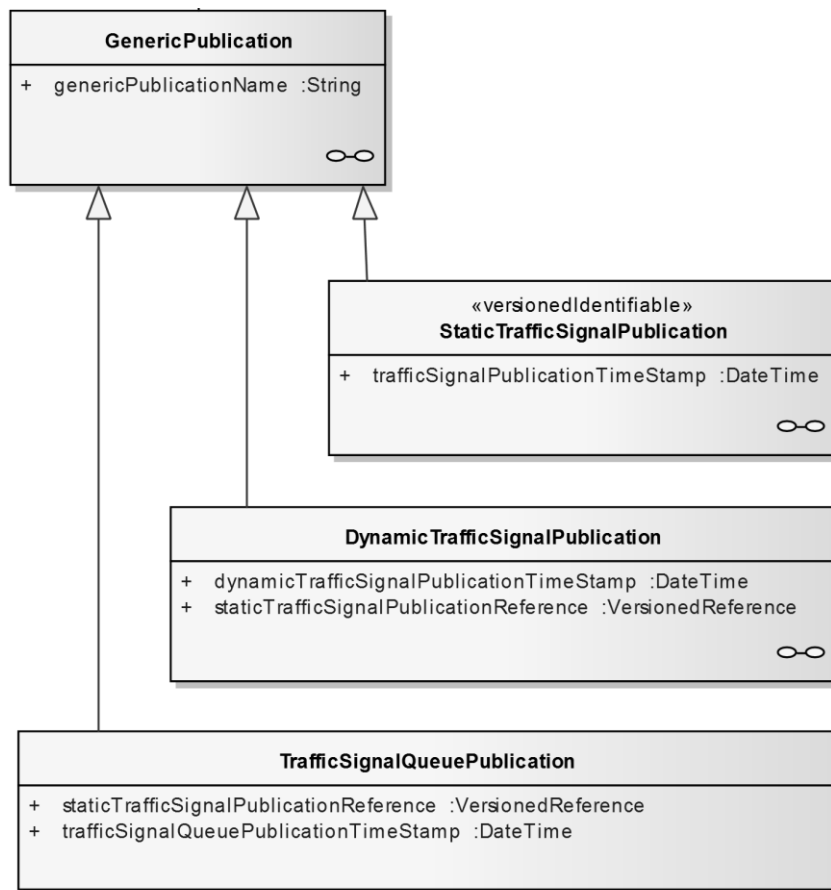 GenericPublication
+ genericPublicationName :String
«versionedIdentifiable»
StaticTrafficSignalPublication
+ trafficSignalPublicationTimeStamp :DateTime
DynamicTrafficSignalPublication
+ dynamicTrafficSignalPublicationTimeStamp :DateTime
+ staticTrafficSignalPublicationReference :VersionedReference
TrafficSignalQueuePublication
+ staticTrafficSignalPublicationReference :VersionedReference
+ trafficSignalQueuePublicationTimeStamp :DateTime